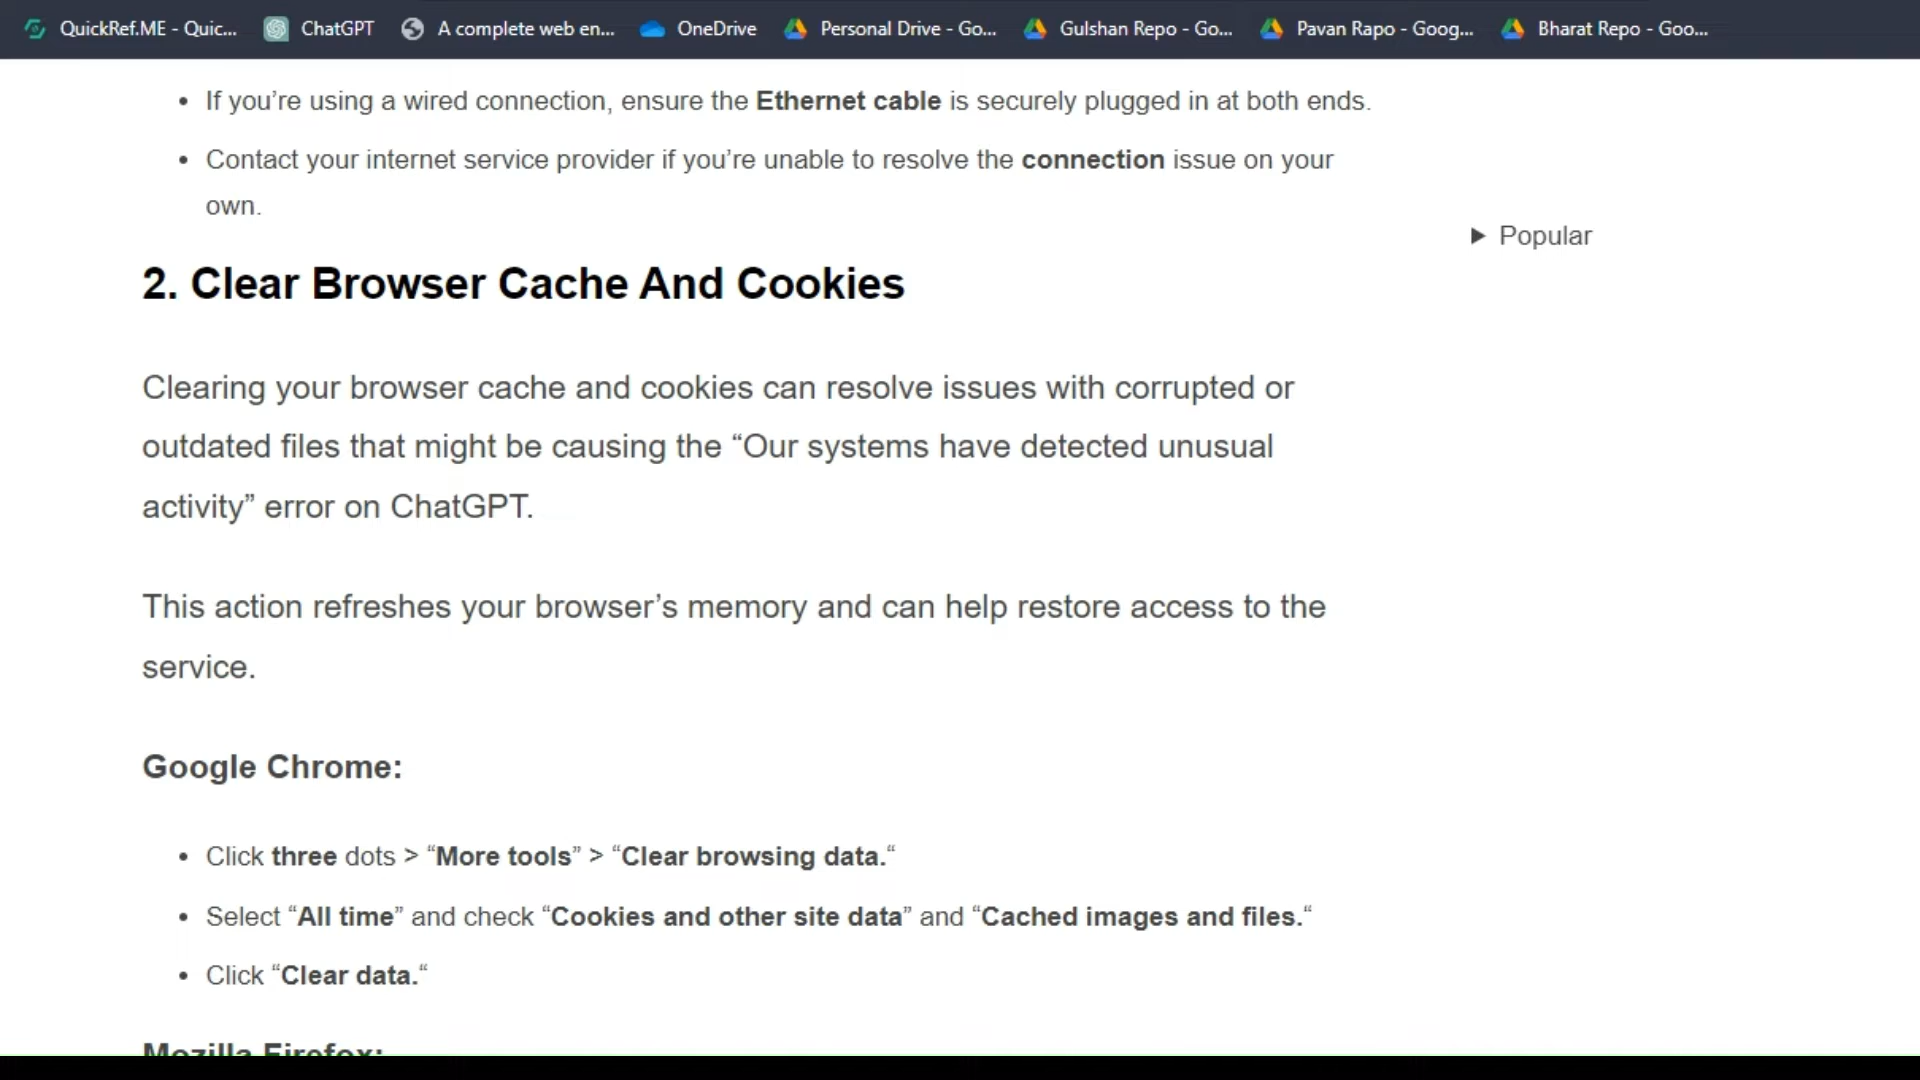 QuickRef.ME - Quic... ChatGPT A complete web en... OneDrive Personal Drive - Go... Gulshan Repo - Go... Pavan Rapo - Goog... Bharat Repo - Goo...
• If you’re using a wired connection, ensure the Ethernet cable is securely plugged in at both ends.
• Contact your internet service provider if you’re unable to resolve the connection issue on your
own.
▶ Popular
2. Clear Browser Cache And Cookies
Clearing your browser cache and cookies can resolve issues with corrupted or
outdated files that might be causing the “Our systems have detected unusual
activity” error on ChatGPT.
This action refreshes your browser’s memory and can help restore access to the
service.
Google Chrome:
• Click three dots > “More tools” > “Clear browsing data.“
• Select “All time” and check “Cookies and other site data” and “Cached images and files.“
• Click “Clear data.“
Mozilla Firefox: